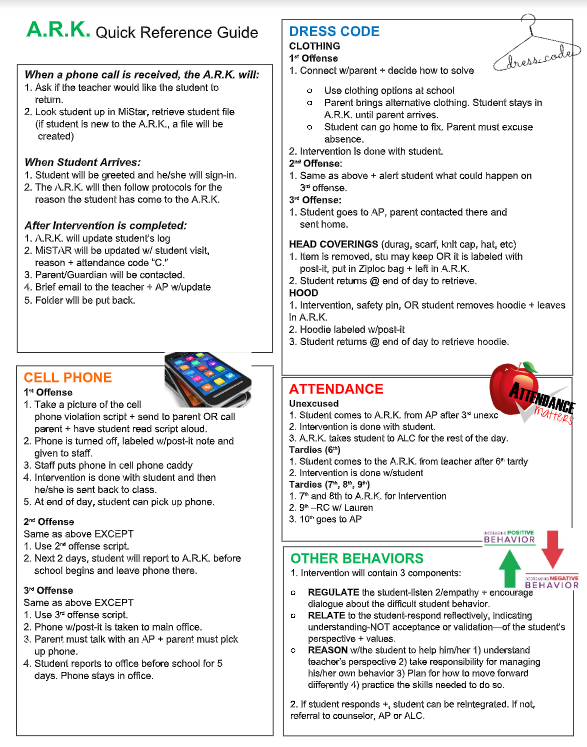 A.R.K. Quick Reference Guide
When a phone call is received, the A.R.K. will:
1. Ask if the teacher would like the student to
return.
2. Look student up in MiStar, retrieve student file
(if student is new to the A.R.K., a file will be
created)
When Student Arrives:
1. Student will be greeted and he/she will sign-in.
2. The A.R.K. will then follow protocols for the
reason the student has come to the A.R.K.
After Intervention is completed:
1. A.R.K. will update student's log
2. MiSTAR will be updated w/ student visit,
reason + attendance code "C."
3. Parent/Guardian will be contacted.
4. Brief email to the teacher + AP w/update
5. Folder will be put back.
CELL PHONE
1st Offense
1. Take a picture of the cell
phone violation script + send to parent OR call
parent + have student read script aloud.
2. Phone is turned off, labeled w/post-it note and
given to staff.
3. Staff puts phone in cell phone caddy
4. Intervention is done with student and then
he/she is sent back to class.
5. At end of day, student can pick up phone.
2nd Offense
Same as above EXCEPT
1. Use 2nd offense script.
2. Next 2 days, student will report to A.R.K. before
school begins and leave phone there.
3rd Offense
Same as above EXCEPT
1. Use 3rd offense script.
2. Phone w/post-it is taken to main office.
3. Parent must talk with an AP + parent must pick
up phone.
4. Student reports to office before school for 5
days. Phone stays in office.
DRESS CODE
dress code
CLOTHING
1st Offense
1. Connect w/parent + decide how to solve
o Use clothing options at school
o Parent brings alternative clothing. Student stays in
A.R.K. until parent arrives.
o Student can go home to fix. Parent must excuse
absence.
2. Intervention is done with student.
2nd Offense:
1. Same as above + alert student what could happen on
3rd offense.
3rd Offense:
1. Student goes to AP, parent contacted there and
sent home.
HEAD COVERINGS (durag, scarf, knit cap, hat, etc)
1. Item is removed, stu may keep OR it is labeled with
post-it, put in Ziploc bag + left in A.R.K.
2. Student returns @ end of day to retrieve.
HOOD
1. Intervention, safety pin, OR student removes hoodie + leaves
in A.R.K.
2. Hoodie labeled w/post-it
3. Student returns @ end of day to retrieve hoodie.
ATTENDANCE
ATTENDANCE
matters
Unexcused
1. Student comes to A.R.K. from AP after 3rd unexc
2. Intervention is done with student.
3. A.R.K. takes student to ALC for the rest of the day.
Tardies (6th)
1. Student comes to the A.R.K. from teacher after 6th tardy
2. Intervention is done w/student
Tardies (7th, 8th, 9th)
1. 7th and 8th to A.R.K. for Intervention
2. 9th –RC w/ Lauren
3. 10th goes to AP
INCREASING POSITIVE
BEHAVIOR
DECREASING NEGATIVE
BEHAVIOR
OTHER BEHAVIORS
1. Intervention will contain 3 components:
o REGULATE the student-listen 2/empathy + encourage
dialogue about the difficult student behavior.
o RELATE to the student-respond reflectively, indicating
understanding-NOT acceptance or validation—of the student's
perspective + values.
o REASON w/the student to help him/her 1) understand
teacher's perspective 2) take responsibility for managing
his/her own behavior 3) Plan for how to move forward
differently 4) practice the skills needed to do so.
2. If student responds +, student can be reintegrated. If not,
referral to counselor, AP or ALC.